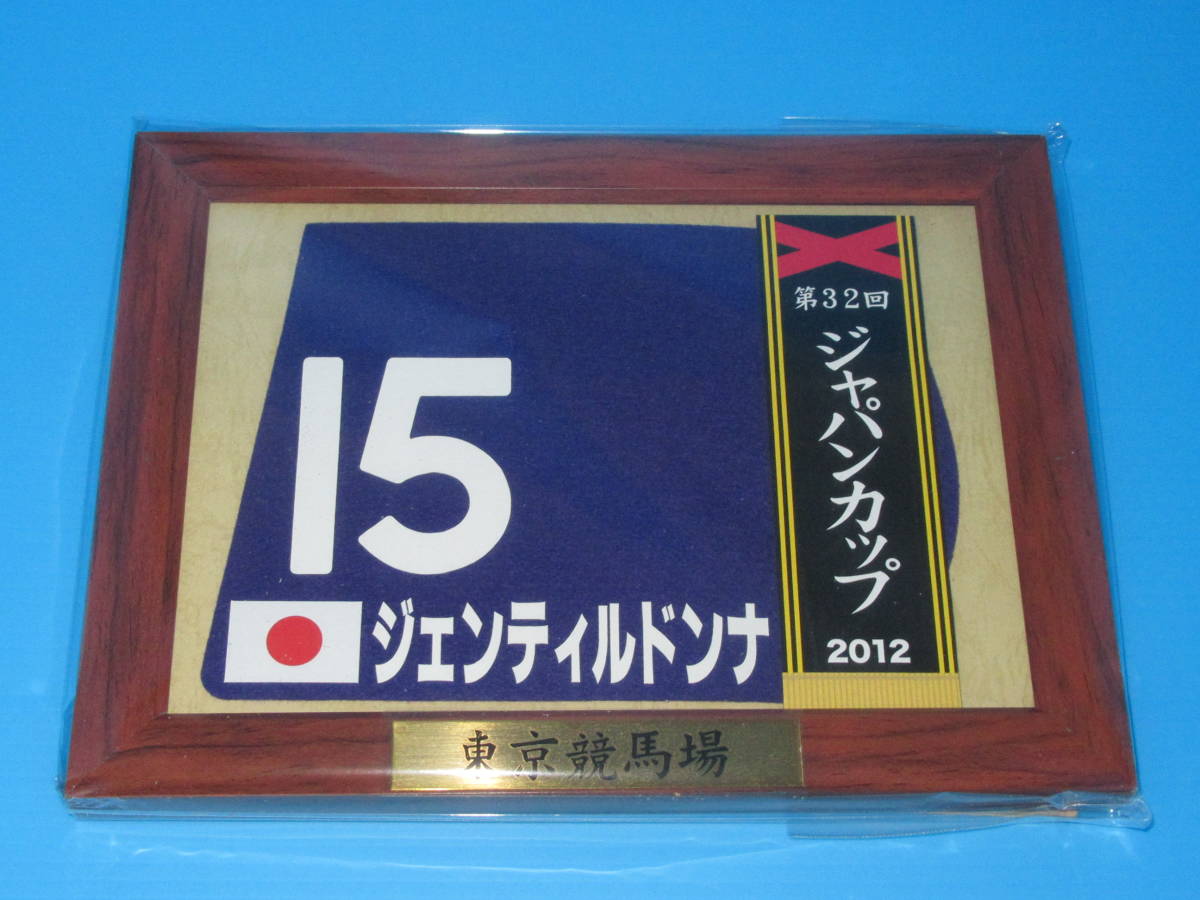 第32回
ジャパンカップ
2012
15
ジェンティルドンナ
東京競馬場